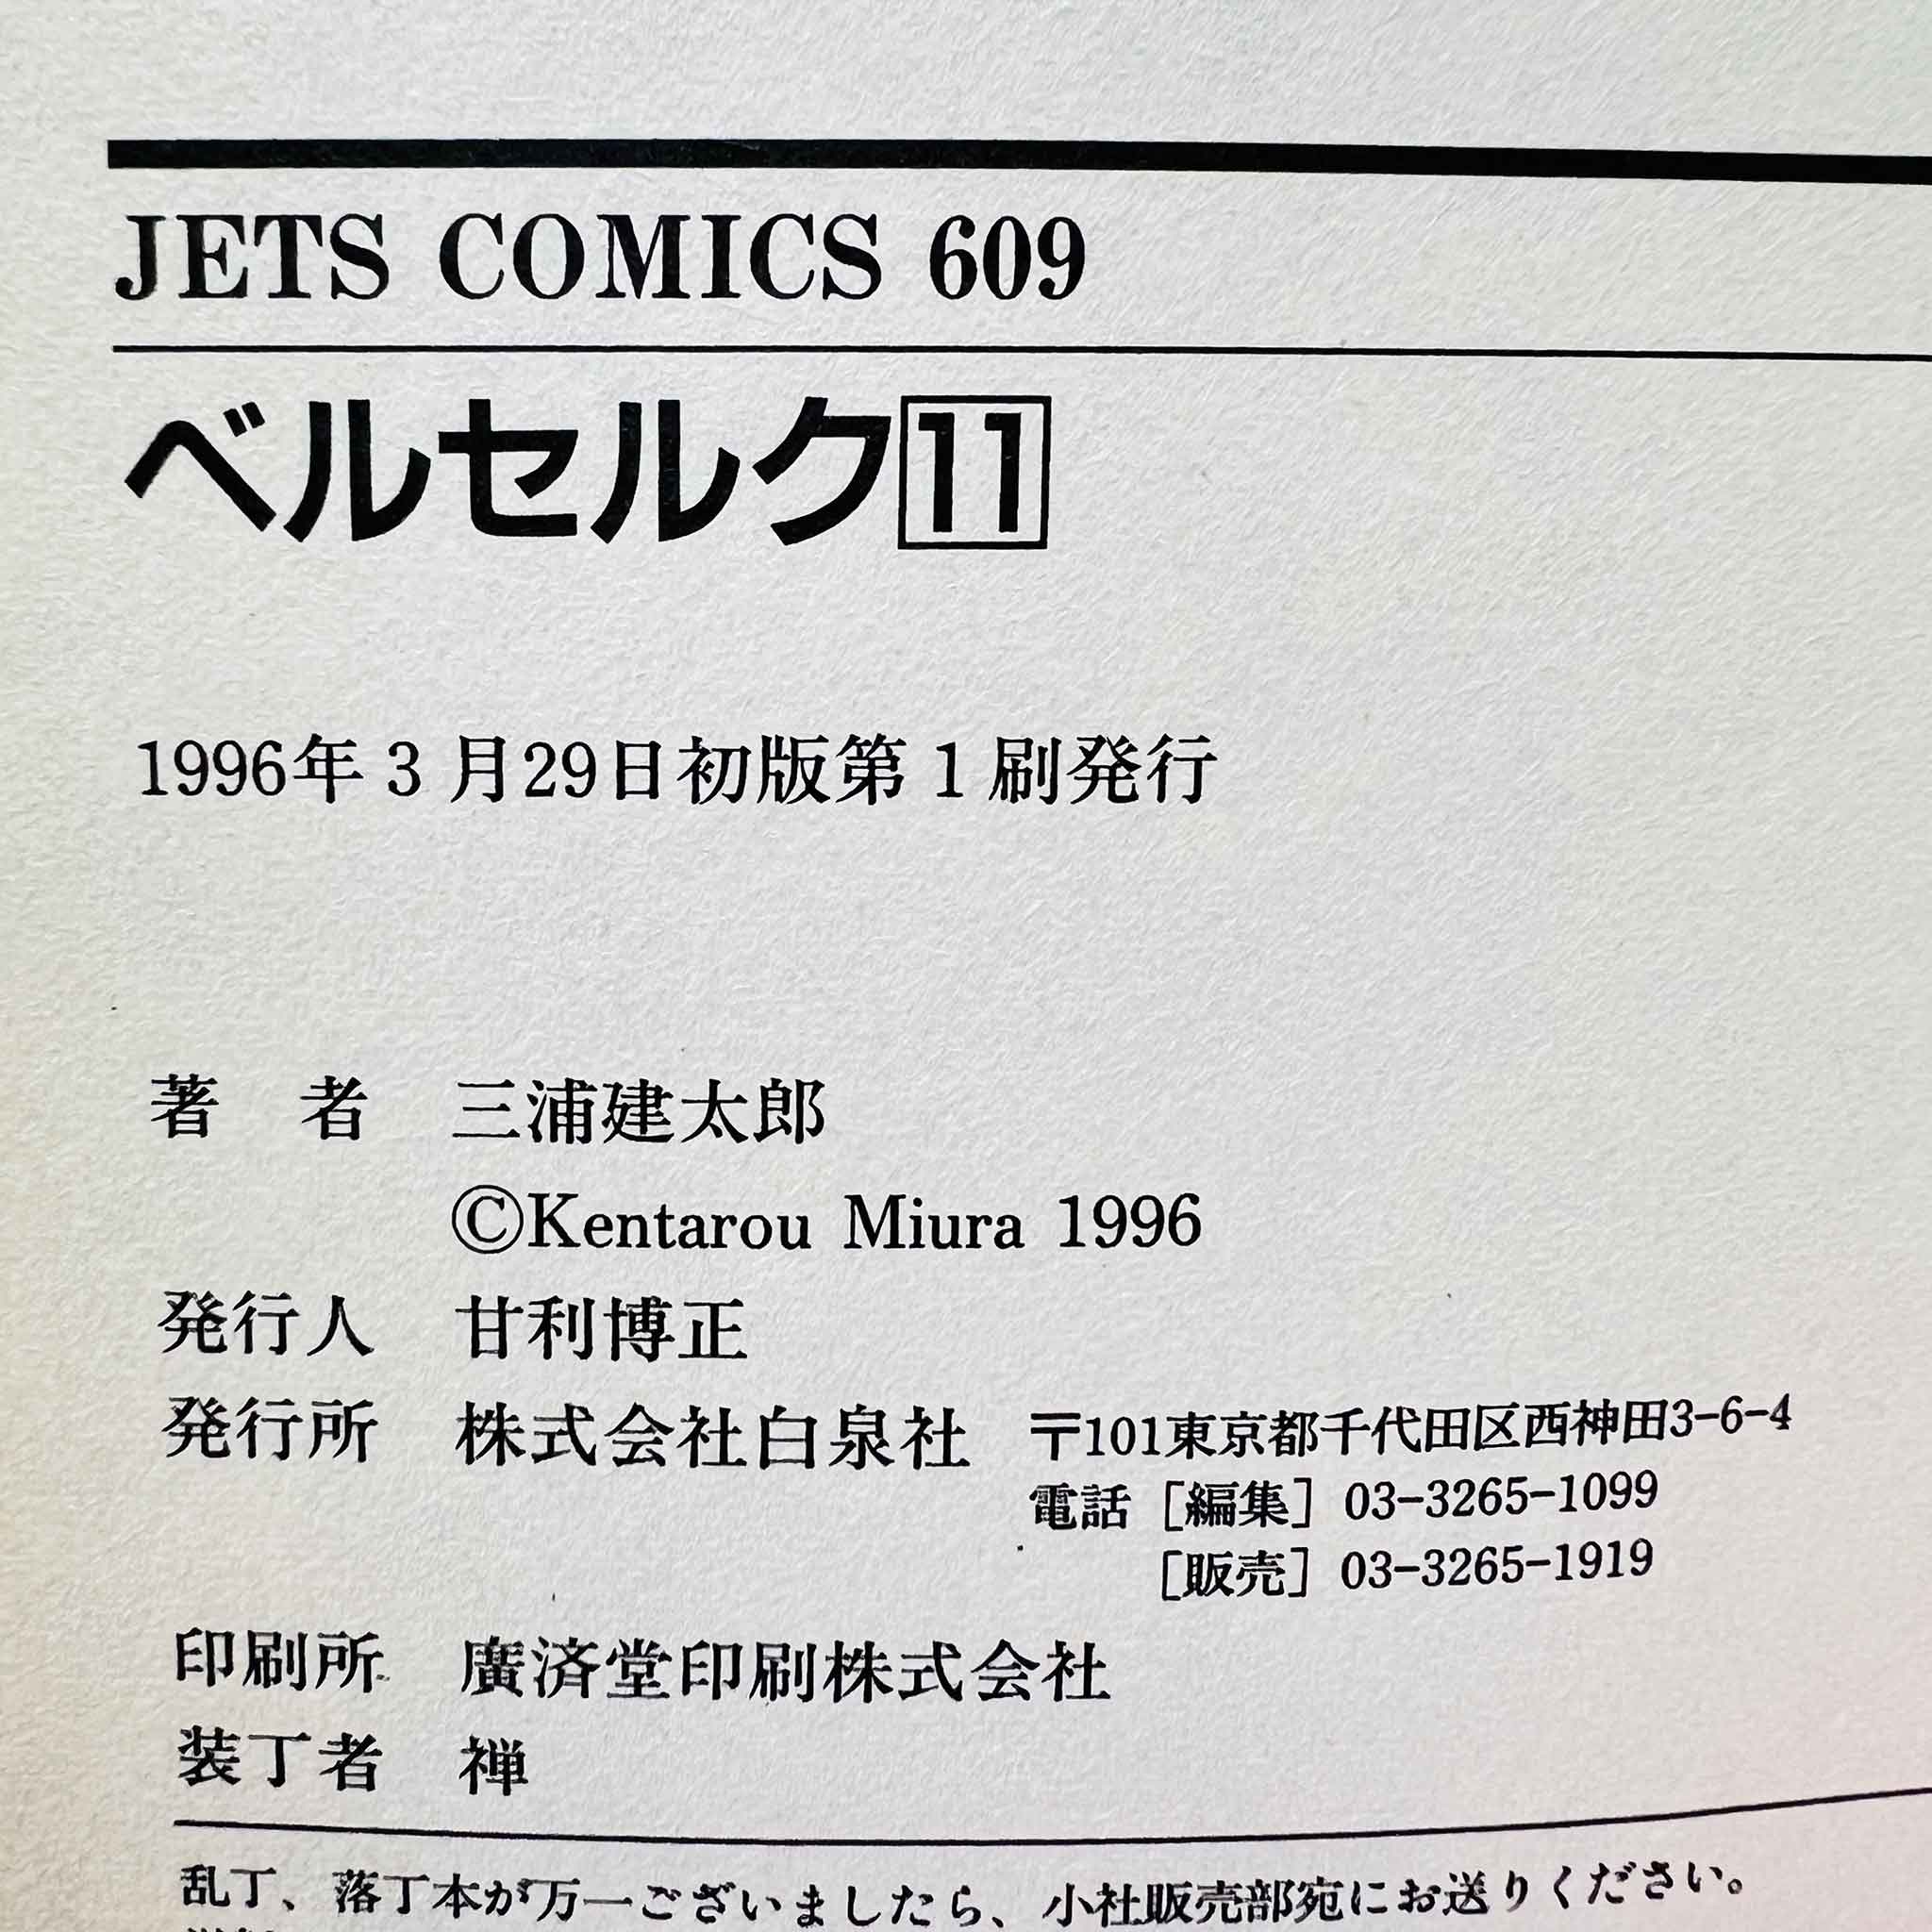 JETS COMICS 609
ベルセルク11
1996年3月29日初版第1刷発行
著 者 三浦建太郎
©Kentarou Miura 1996
発行人 甘利博正
発行所 株式会社白泉社 〒101東京都千代田区西神田3-6-4
電話［編集］03-3265-1099
［販売］03-3265-1919
印刷所 廣済堂印刷株式会社
装丁者 禅
乱丁、落丁本が万一ございましたら、小社販売部宛にお送りください。